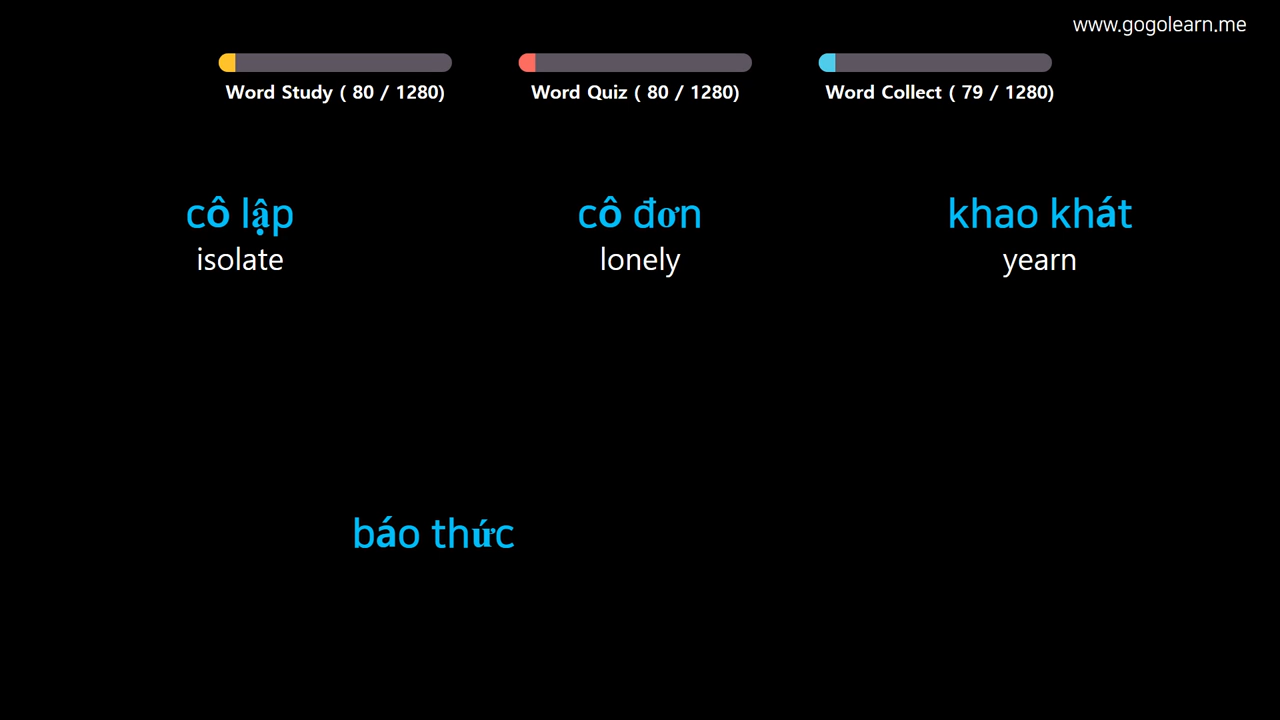 www.gogolearn.me
Word Study ( 80 / 1280)
Word Quiz ( 80 / 1280)
Word Collect ( 79 / 1280)
cô lập
isolate
cô đơn
lonely
khao khát
yearn
báo thức